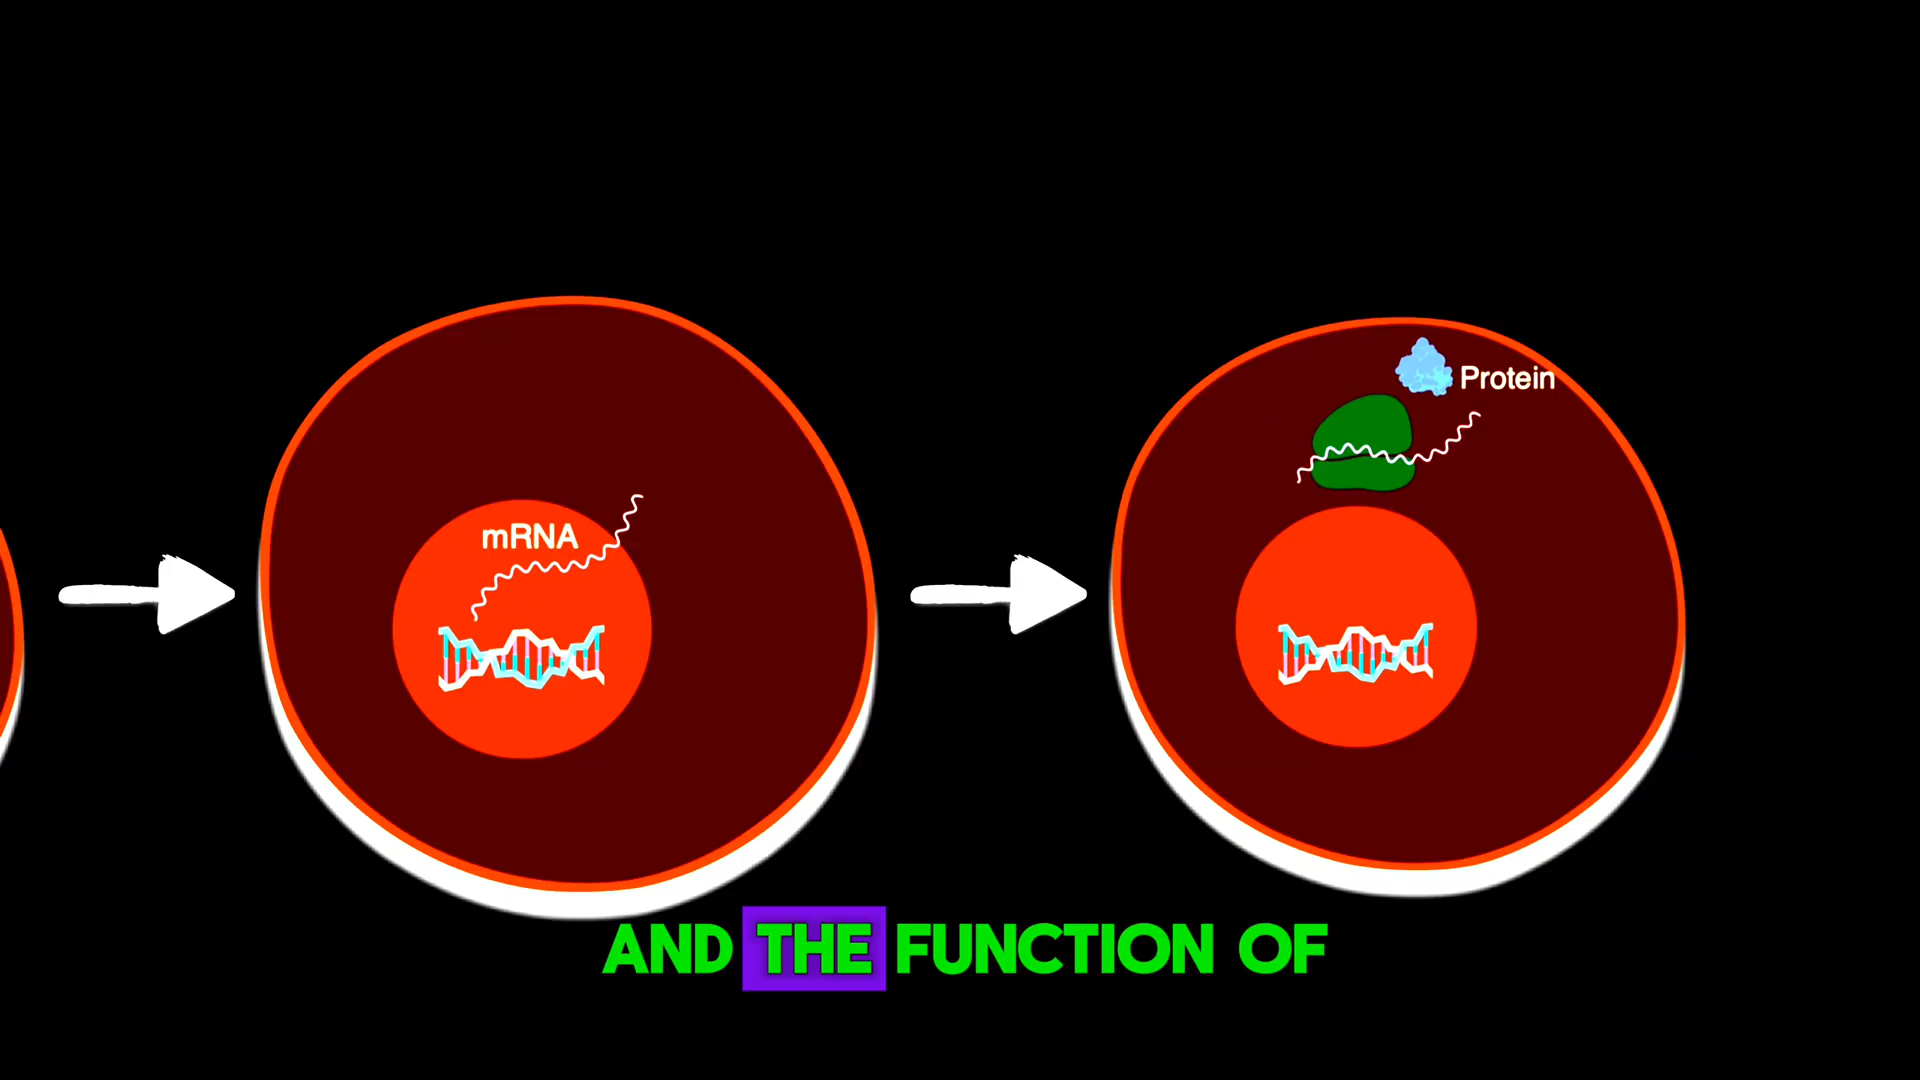 Protein
mRNA
AND THE FUNCTION OF